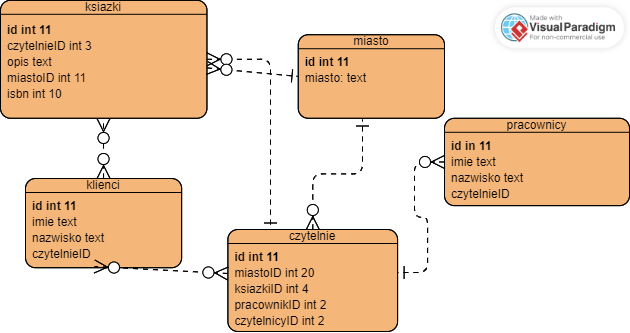 ksiazki
id int 11
czytelnieID int 3
opis text
miastoID int 11
isbn int 10
miasto
id int 11
miasto: text
Made with
VisualParadigm
For non-commercial use
pracownicy
id in 11
imie text
nazwisko text
czytelnieID
klienci
id int 11
imie text
nazwisko text
czytelnieID
czytelnie
id int 11
miastoID int 20
ksiazkiID int 4
pracownikID int 2
czytelnicyID int 2